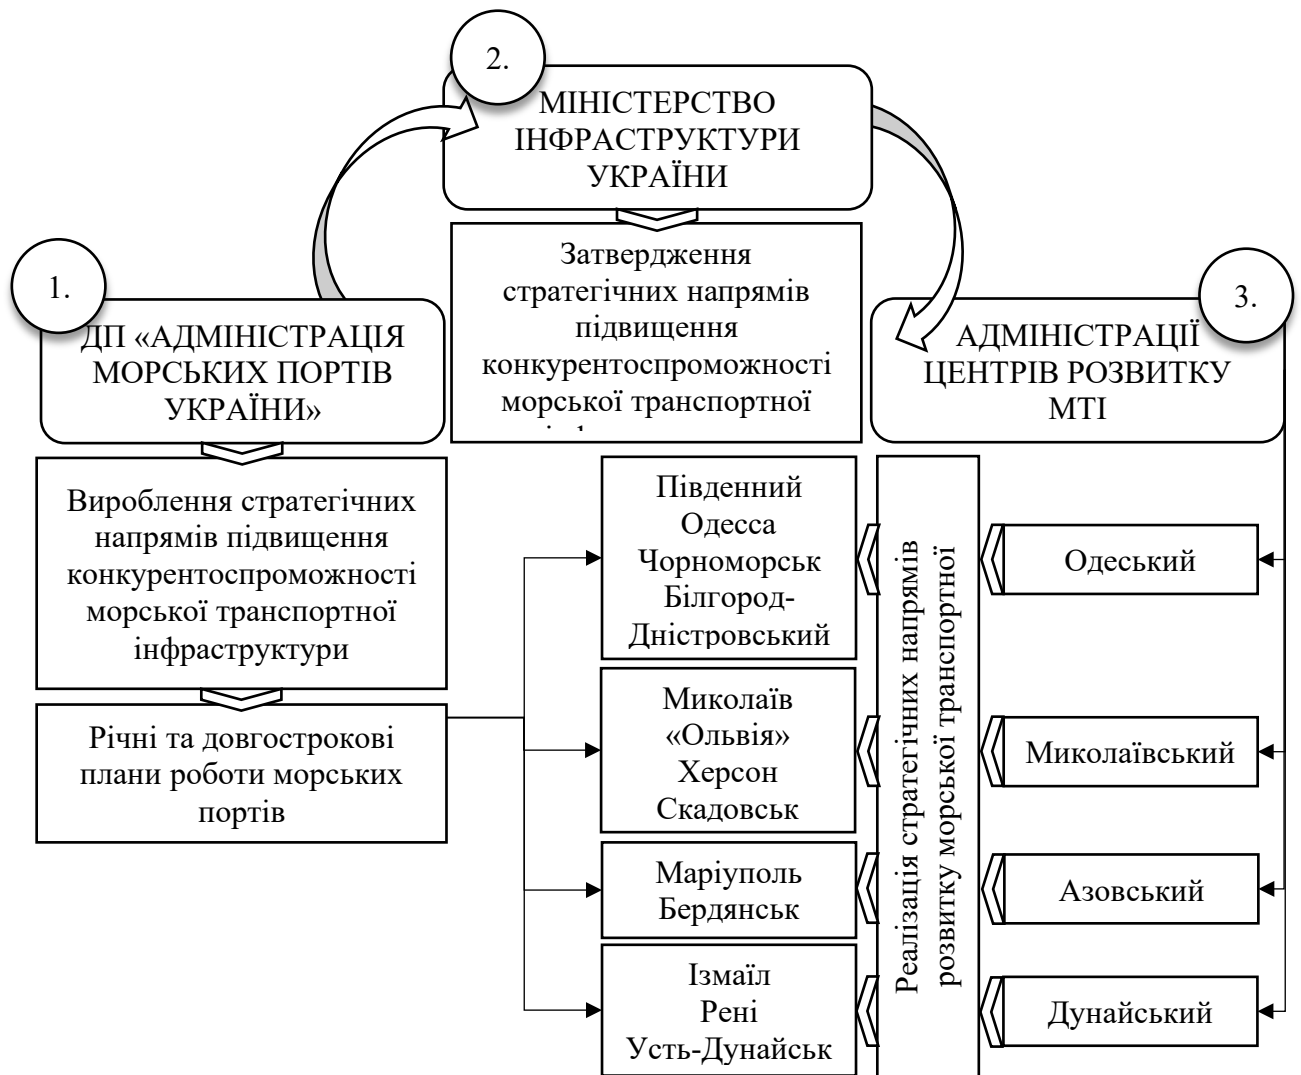 2.
МІНІСТЕРСТВО
ІНФРАСТРУКТУРИ
УКРАЇНИ
Затвердження
стратегічних напрямів
підвищення
конкурентоспроможності
морської транспортної
1.
ДП «АДМІНІСТРАЦІЯ
МОРСЬКИХ ПОРТІВ
УКРАЇНИ»
3.
АДМІНІСТРАЦІЇ
ЦЕНТРІВ РОЗВИТКУ
МТІ
Вироблення стратегічних
напрямів підвищення
конкурентоспроможності
морської транспортної
інфраструктури
Річні та довгострокові
плани роботи морських
портів
Південний
Одесса
Чорноморськ
Білгород-
Дністровський
Миколаїв
«Ольвія»
Херсон
Скадовськ
Маріуполь
Бердянськ
Ізмаїл
Рені
Усть-Дунайськ
Реалізація стратегічних напрямів
розвитку морської транспортної
Одеський
Миколаївський
Азовський
Дунайський